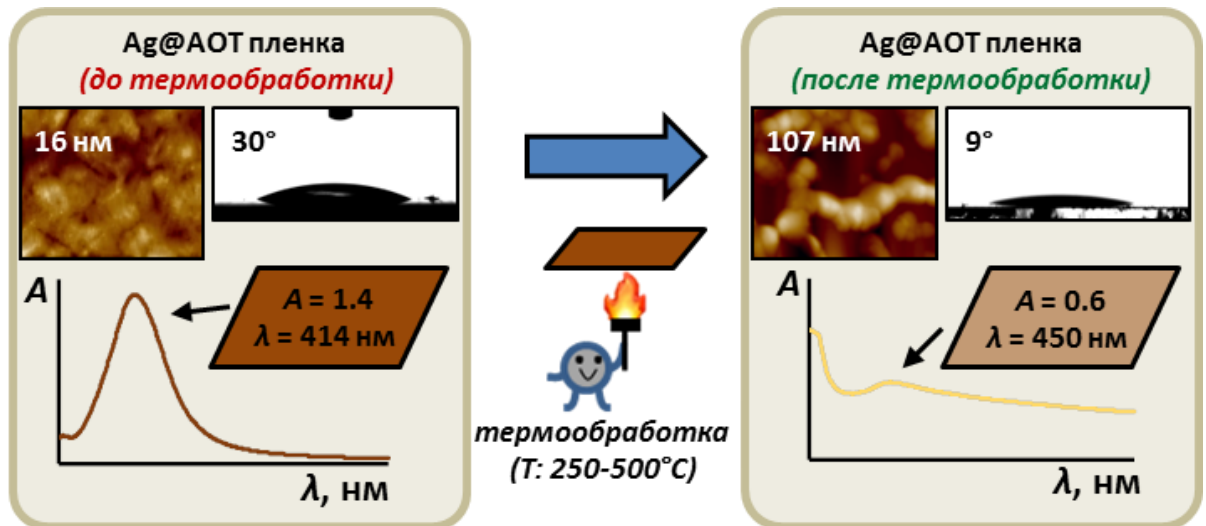 Ag@AOT пленка
(до термообработки)
16 нм
30°
A
A = 1.4
λ = 414 нм
λ, нм
термообработка
(T: 250-500°C)
Ag@AOT пленка
(после термообработки)
107 нм
9°
A
A = 0.6
λ = 450 нм
λ, нм